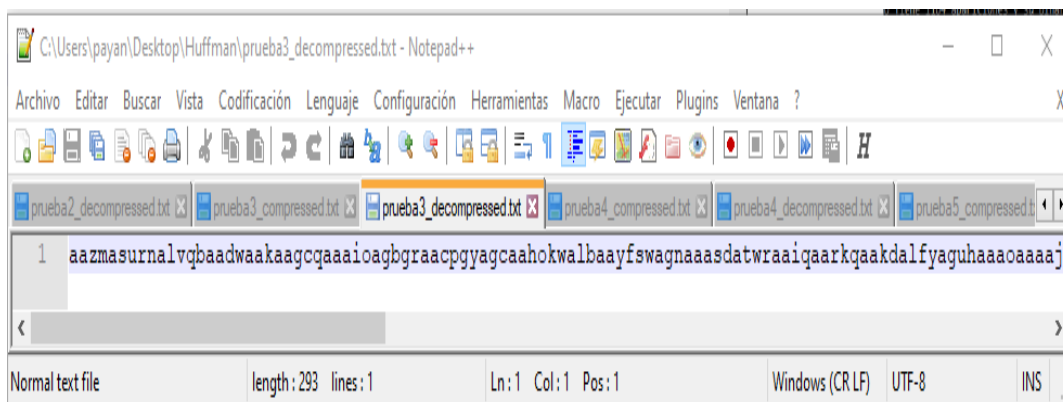 C:\Users\payan\Desktop\Huffman\prueba3_decompressed.txt - Notepad++
Archivo Editar Buscar Vista Codificación Lenguaje Configuración Herramientas Macro Ejecutar Plugins Ventana ?
prueba2_decompressed.txt prueba3_compressed.txt prueba3_decompressed.txt prueba4_compressed.txt prueba4_decompressed.txt prueba5_compressed.t
1 aazmasurnalvqbaadwaakaagcqaaaioagbgraacpgyagcaahokwalbaayfswagnaaasdatwraaiqaarkqaakdalfyaguhaaaoaaaaj
Normal text file length : 293 lines : 1 Ln : 1 Col : 1 Pos : 1 Windows (CR LF) UTF-8 INS